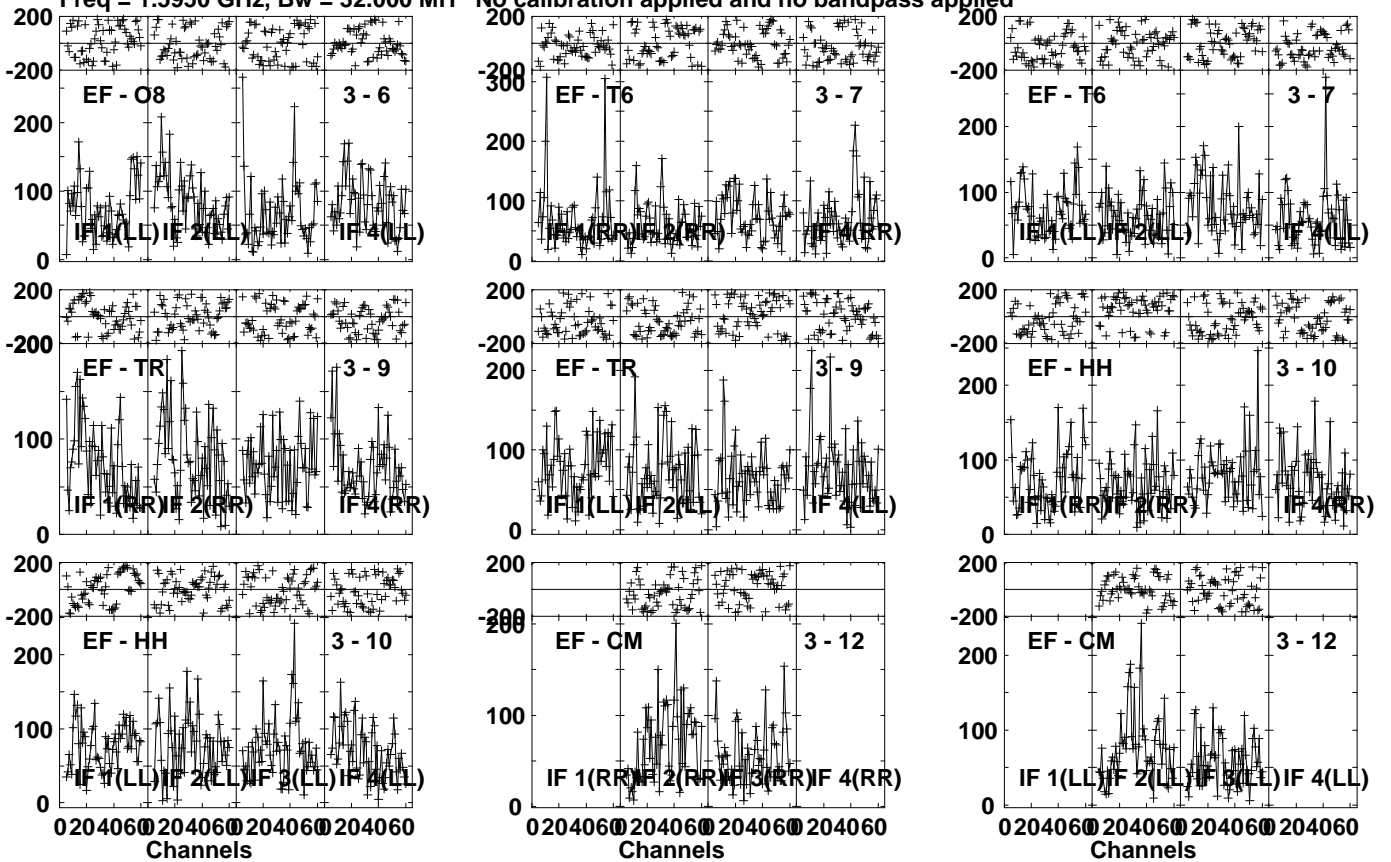 Freq = 1.5950 GHz, Bw = 32.000 MH No calibration applied and no bandpass applied
200
-200
EF - O8 3 - 6
200
100
0
IF 1(LL) IF 2(LL) IF 4(LL)
-200
300
EF - T6 3 - 7
200
100
0
IF 1(RR) IF 2(RR) IF 4(RR)
200
-200
EF - T6 3 - 7
200
100
0
IF 1(LL) IF 2(LL) IF 4(LL)
200
-200
200
EF - TR 3 - 9
100
0
IF 1(RR) IF 2(RR) IF 4(RR)
200
-200
EF - TR 3 - 9
100
0
IF 1(LL) IF 2(LL) IF 4(LL)
200
-200
EF - HH 3 - 10
200
100
0
IF 1(RR) IF 2(RR) IF 4(RR)
200
-200
EF - HH 3 - 10
200
100
0
IF 1(LL) IF 2(LL) IF 3(LL) IF 4(LL)
0 20 40 60 0 20 40 60 0 20 40 60 0 20 40 60
Channels
200
-200
200
EF - CM 3 - 12
100
0
IF 1(RR) IF 2(RR) IF 3(RR) IF 4(RR)
0 20 40 60 0 20 40 60 0 20 40 60 0 20 40 60
Channels
200
-200
EF - CM 3 - 12
200
100
0
IF 1(LL) IF 2(LL) IF 3(LL) IF 4(LL)
0 20 40 60 0 20 40 60 0 20 40 60 0 20 40 60
Channels